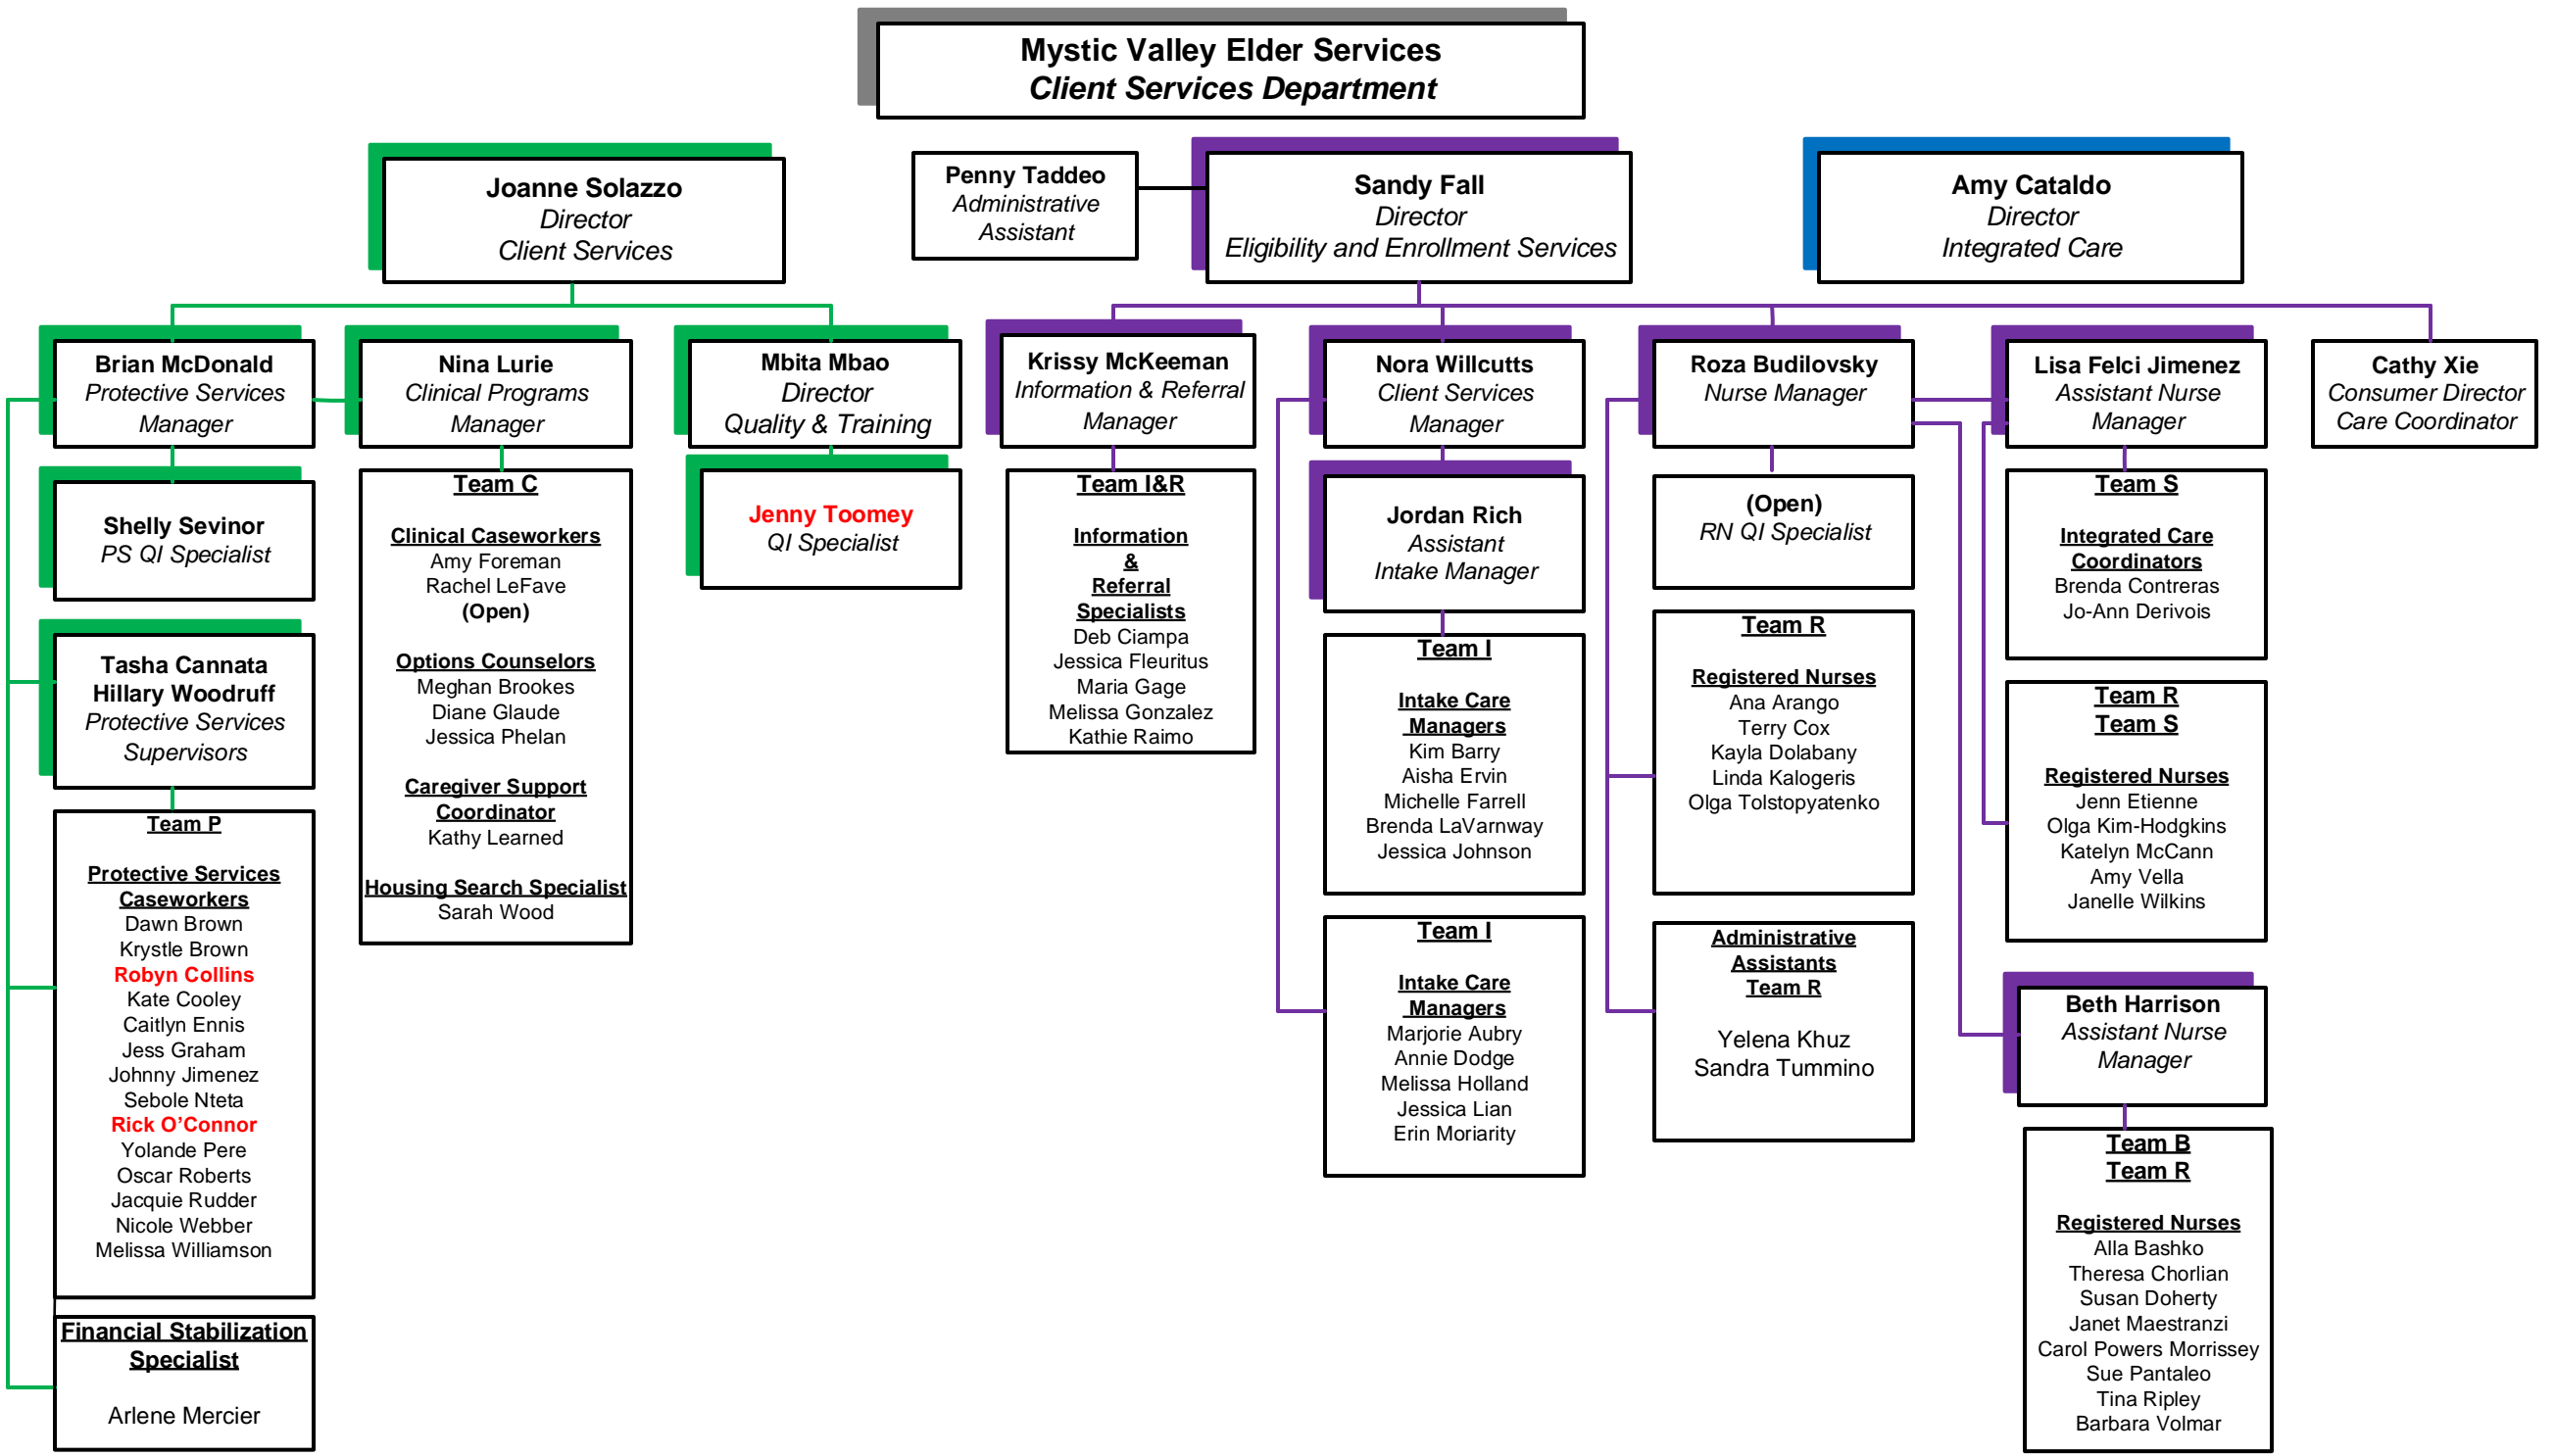 Mystic Valley Elder Services
Client Services Department
Joanne Solazzo
Director
Client Services
Penny Taddeo
Administrative
Assistant
Sandy Fall
Director
Eligibility and Enrollment Services
Amy Cataldo
Director
Integrated Care
Brian McDonald
Protective Services
Manager
Nina Lurie
Clinical Programs
Manager
Mbita Mbao
Director
Quality & Training
Krissy McKeeman
Information & Referral
Manager
Nora Willcutts
Client Services
Manager
Roza Budilovsky
Nurse Manager
Lisa Felci Jimenez
Assistant Nurse
Manager
Cathy Xie
Consumer Director
Care Coordinator
Shelly Sevinor
PS QI Specialist
Tasha Cannata
Hillary Woodruff
Protective Services
Supervisors
Team P
Protective Services
Caseworkers
Dawn Brown
Krystle Brown
Robyn Collins
Kate Cooley
Caitlyn Ennis
Jess Graham
Johnny Jimenez
Sebole Nteta
Rick O’Connor
Yolande Pere
Oscar Roberts
Jacquie Rudder
Nicole Webber
Melissa Williamson
Financial Stabilization
Specialist
Arlene Mercier
Team C
Clinical Caseworkers
Amy Foreman
Rachel LeFave
(Open)
Options Counselors
Meghan Brookes
Diane Glaude
Jessica Phelan
Caregiver Support
Coordinator
Kathy Learned
Housing Search Specialist
Sarah Wood
Jenny Toomey
QI Specialist
Team I&R
Information
&
Referral
Specialists
Deb Ciampa
Jessica Fleuritus
Maria Gage
Melissa Gonzalez
Kathie Raimo
Jordan Rich
Assistant
Intake Manager
Team I
Intake Care
Managers
Kim Barry
Aisha Ervin
Michelle Farrell
Brenda LaVarnway
Jessica Johnson
Team I
Intake Care
Managers
Marjorie Aubry
Annie Dodge
Melissa Holland
Jessica Lian
Erin Moriarity
(Open)
RN QI Specialist
Team R
Registered Nurses
Ana Arango
Terry Cox
Kayla Dolabany
Linda Kalogeris
Olga Tolstopyatenko
Administrative
Assistants
Team R
Yelena Khuz
Sandra Tummino
Team S
Integrated Care
Coordinators
Brenda Contreras
Jo-Ann Derivois
Team R
Team S
Registered Nurses
Jenn Etienne
Olga Kim-Hodgkins
Katelyn McCann
Amy Vella
Janelle Wilkins
Beth Harrison
Assistant Nurse
Manager
Team B
Team R
Registered Nurses
Alla Bashko
Theresa Chorlian
Susan Doherty
Janet Maestranzi
Carol Powers Morrissey
Sue Pantaleo
Tina Ripley
Barbara Volmar